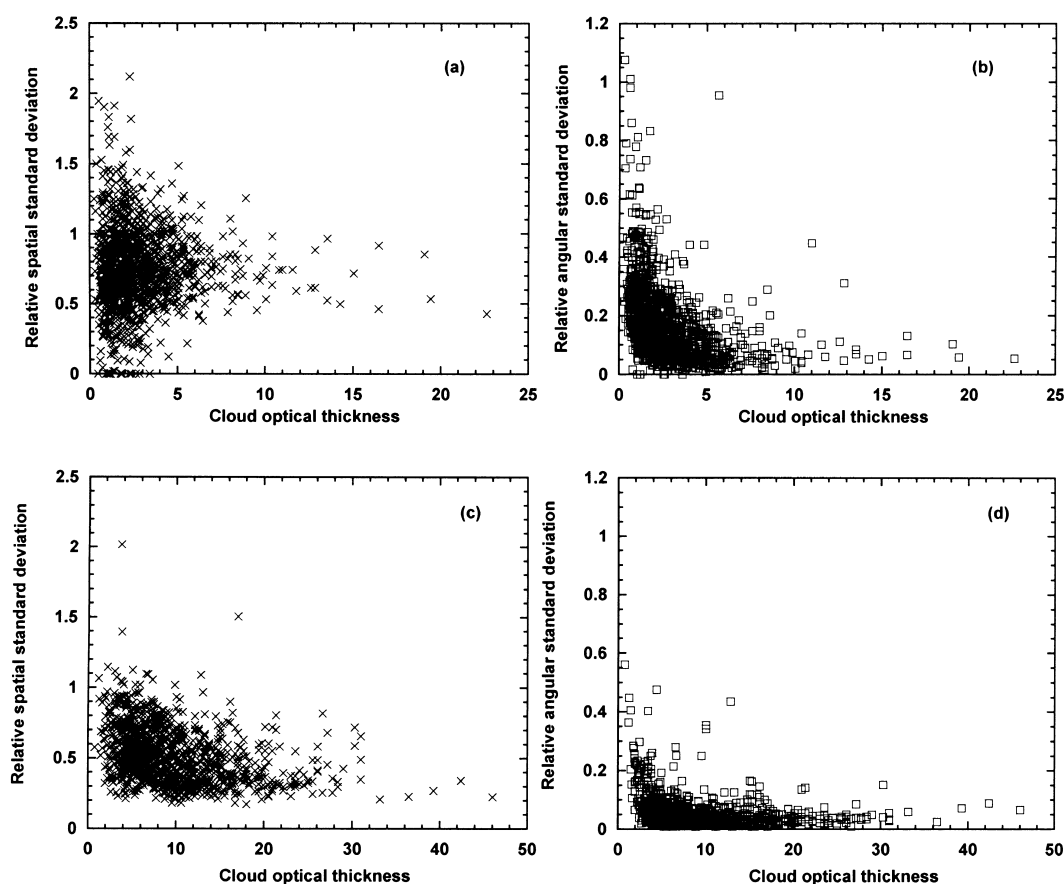 2.5
2
1.5
1
0.5
0
Relative spatial standard deviation
(a)
0 5 10 15 20 25
Cloud optical thickness
1.2
1
0.8
0.6
0.4
0.2
0
Relative angular standard deviation
(b)
0 5 10 15 20 25
Cloud optical thickness
2.5
2
1.5
1
0.5
0
Relative spatial standard deviation
(c)
0 10 20 30 40 50
Cloud optical thickness
1.2
1
0.8
0.6
0.4
0.2
0
Relative angular standard deviation
(d)
0 10 20 30 40 50
Cloud optical thickness